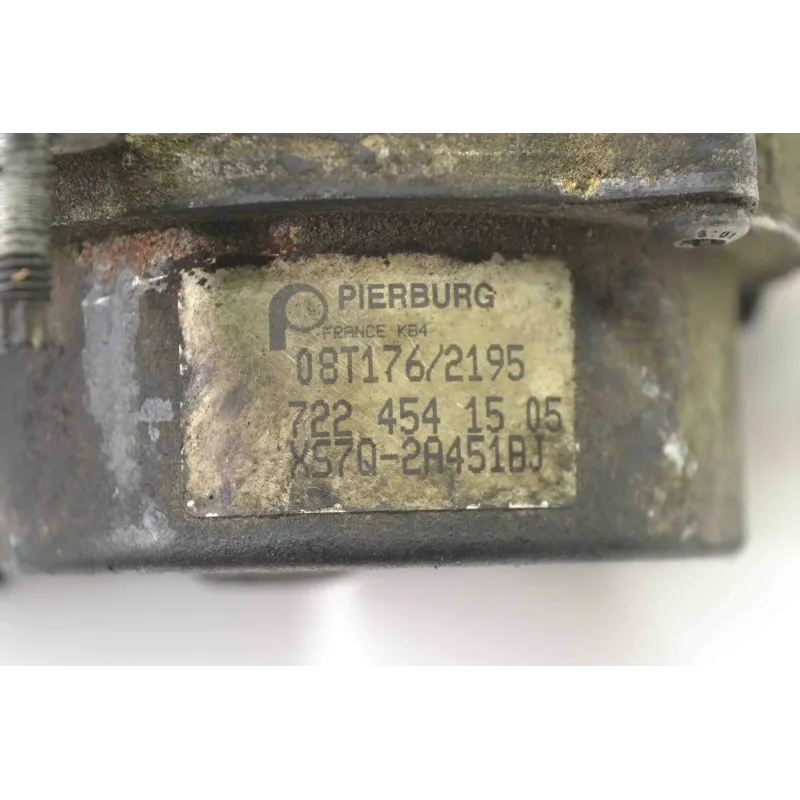 PIERBURG
FRANCE KB4
08T176/2195
722 454 15 05
XS7Q-2A451BJ